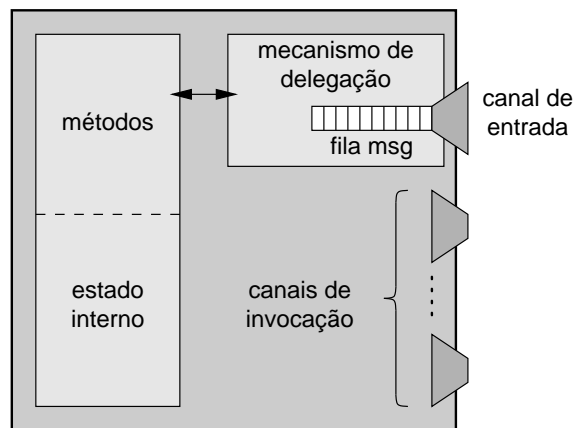 mecanismo de
delegação
fila msg
canal de
entrada
métodos
estado
interno
canais de
invocação